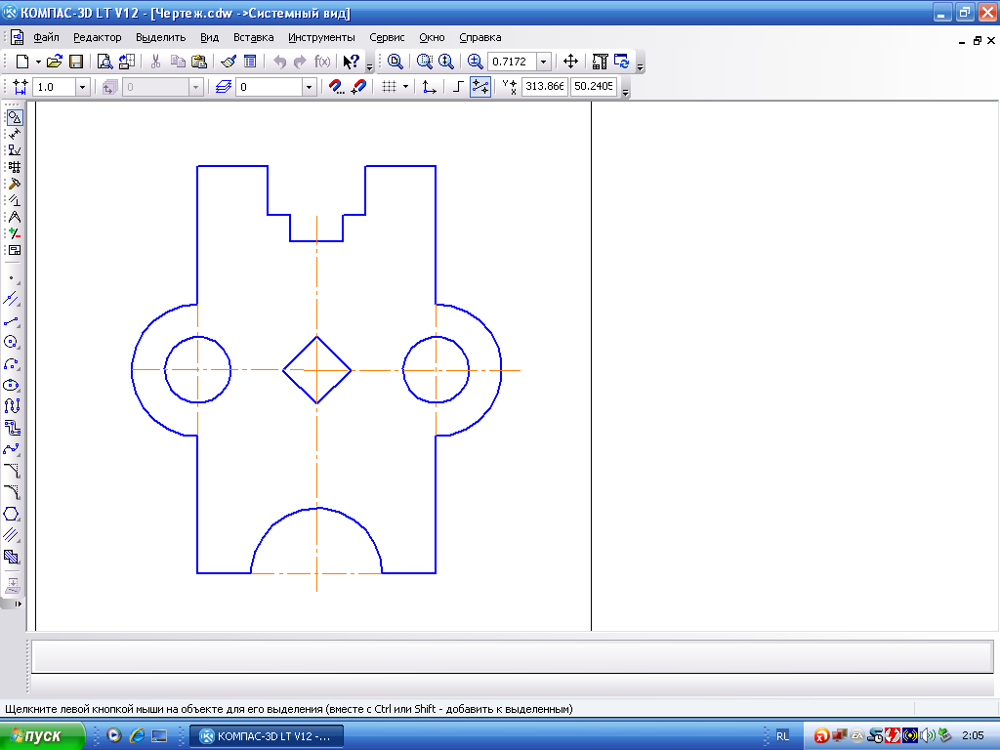 КОМПАС-3D LT V12 - [Чертеж.cdw ->Системный вид]
Файл Редактор Выделить Вид Вставка Инструменты Сервис Окно Справка
f(x) 0.7172
1.0 0 0 313.866 50.2405
Щелкните левой кнопкой мыши на объекте для его выделения (вместе с Ctrl или Shift - добавить к выделенным)
пуск КОМПАС-3D LT V12 -... RL 2:05